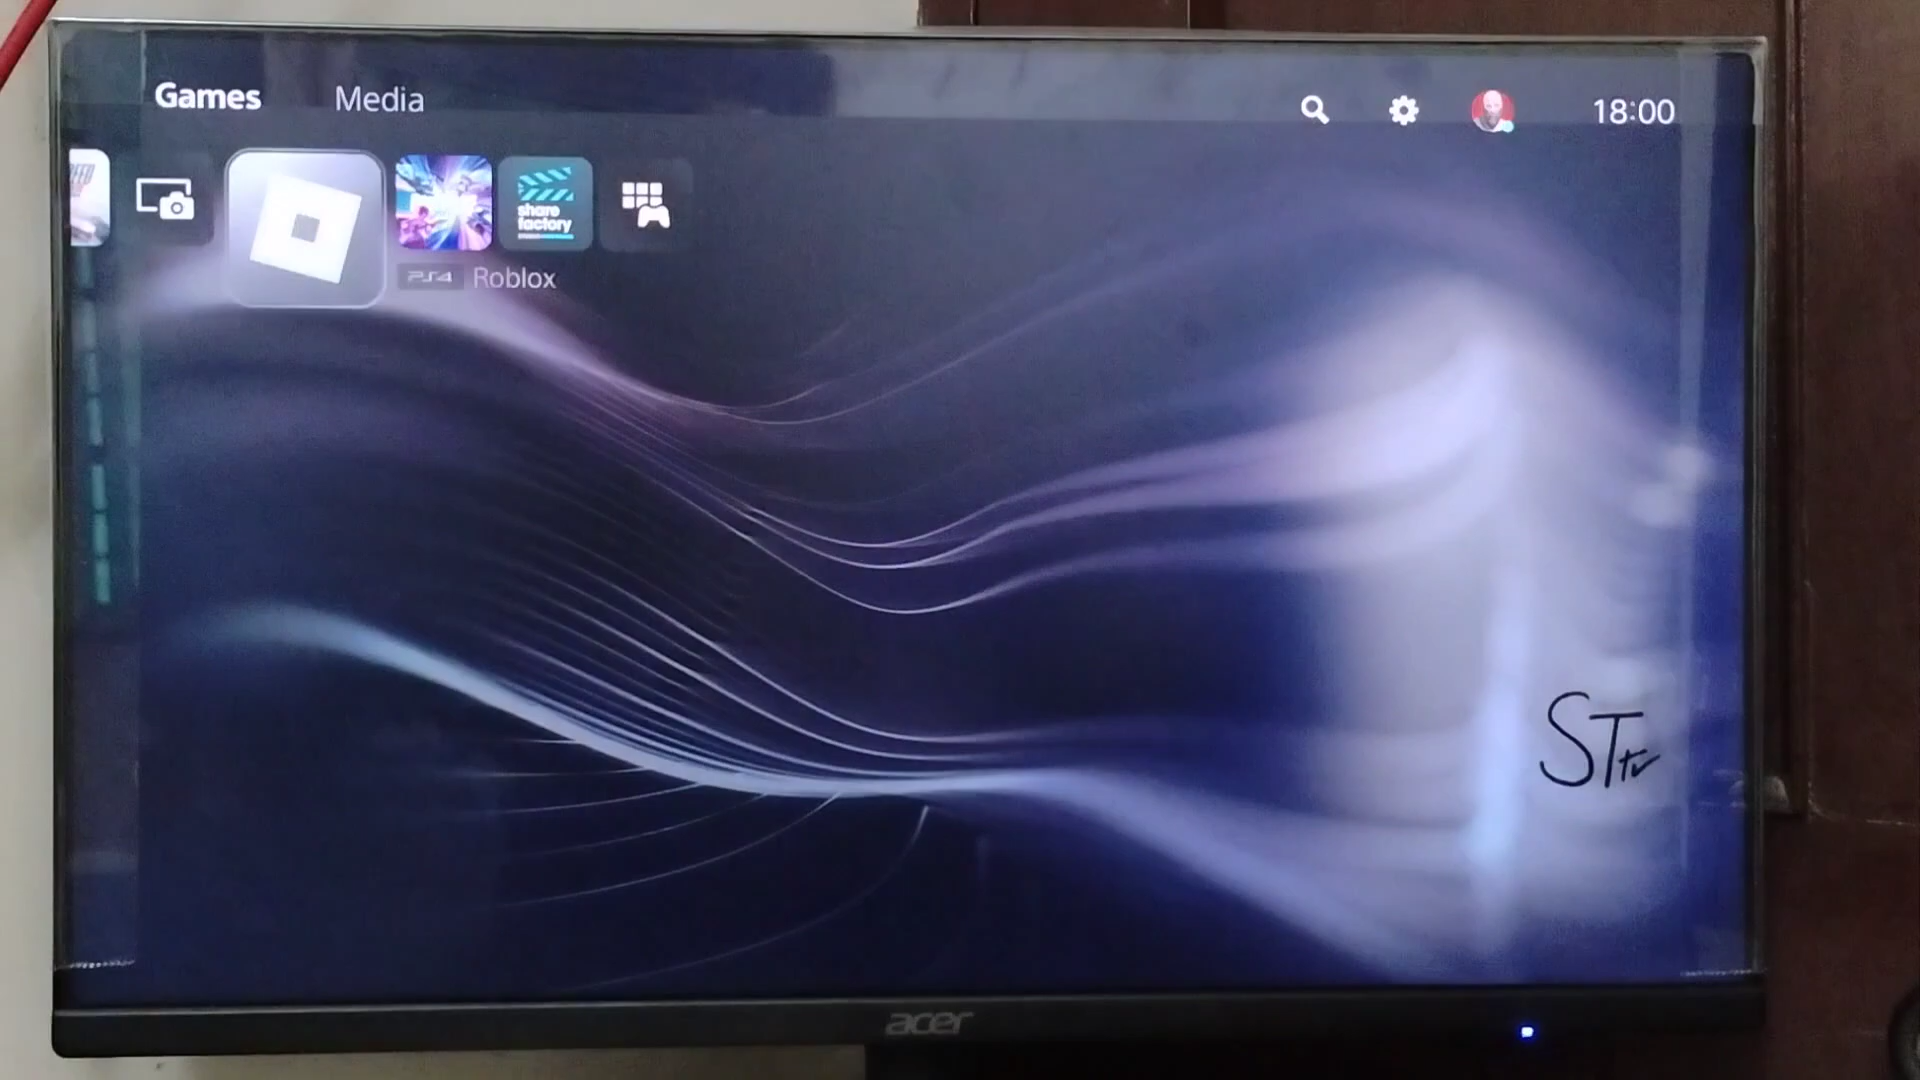 Games Media 18:00
share
factory
PS4 Roblox
STtv
acer